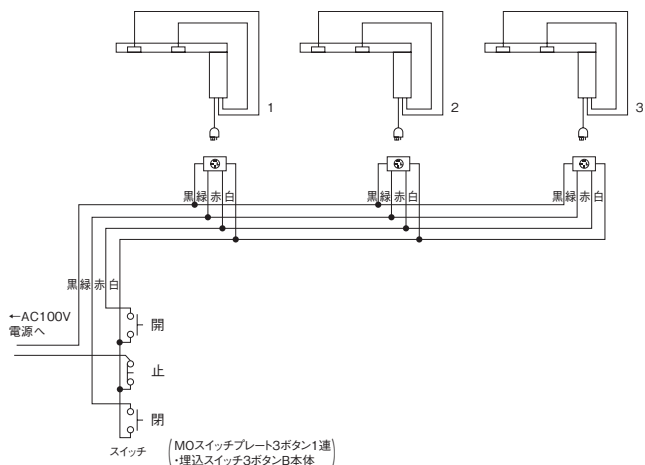 1
2
3
黒緑赤白
黒緑赤白
黒緑赤白
黒緑赤白
←AC100V
電源へ
開
止
閉
スイッチ
(MOスイッチプレート3ボタン1連
・埋込スイッチ3ボタンB本体)